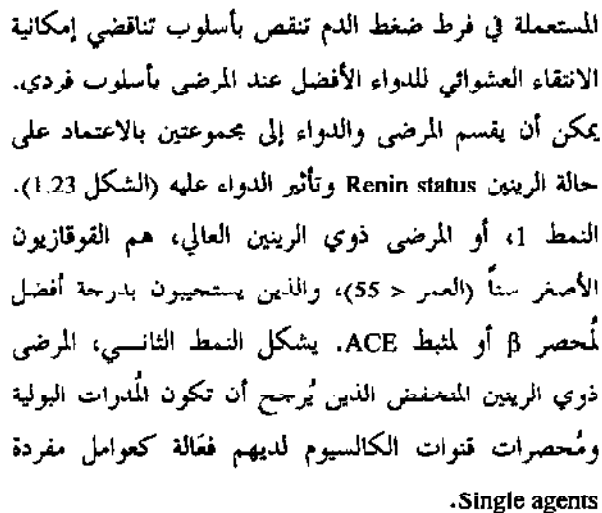 المستعملة في فرط ضغط الدم تنقص بأسلوب تناقضي إمكانية
الانتقاء العشوائي للدواء الأفضل عند المرضى بأسلوب فردي.
يمكن أن يقسم المرضى والدواء إلى مجموعتين بالاعتماد على
حالة الرينين Renin status وتأثير الدواء عليه (الشكل 1.23).
النمط 1، أو المرضى ذوي الرينين العالي، هم القوقازيون
الأصغر سناً (العمر < 55)، والذين يستجيبون بدرجة أفضل
لُمحصر β أو لمثبط ACE. يشكل النمط الثانـــي، المرضى
ذوي الرينين المنخفض الذين يُرجح أن تكون المُدرات البولية
ومُحصرات قنوات الكالسيوم لديهم فعّالة كعوامل مفردة
Single agents.